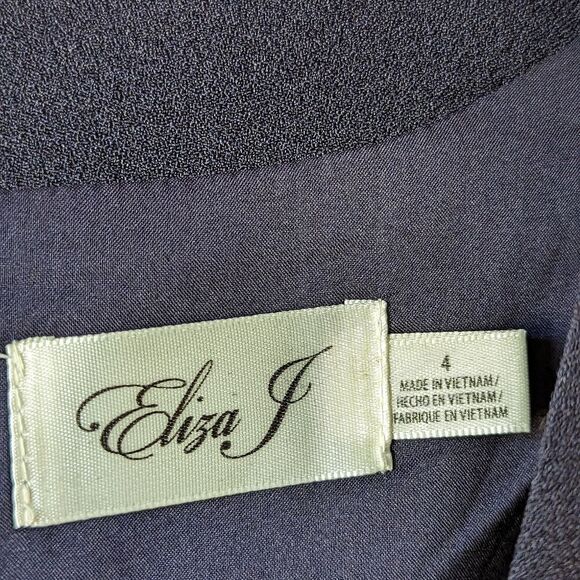 Eliza J
4
MADE IN VIETNAM/
HECHO EN VIETNAM/
FABRIQUE EN VIETNAM